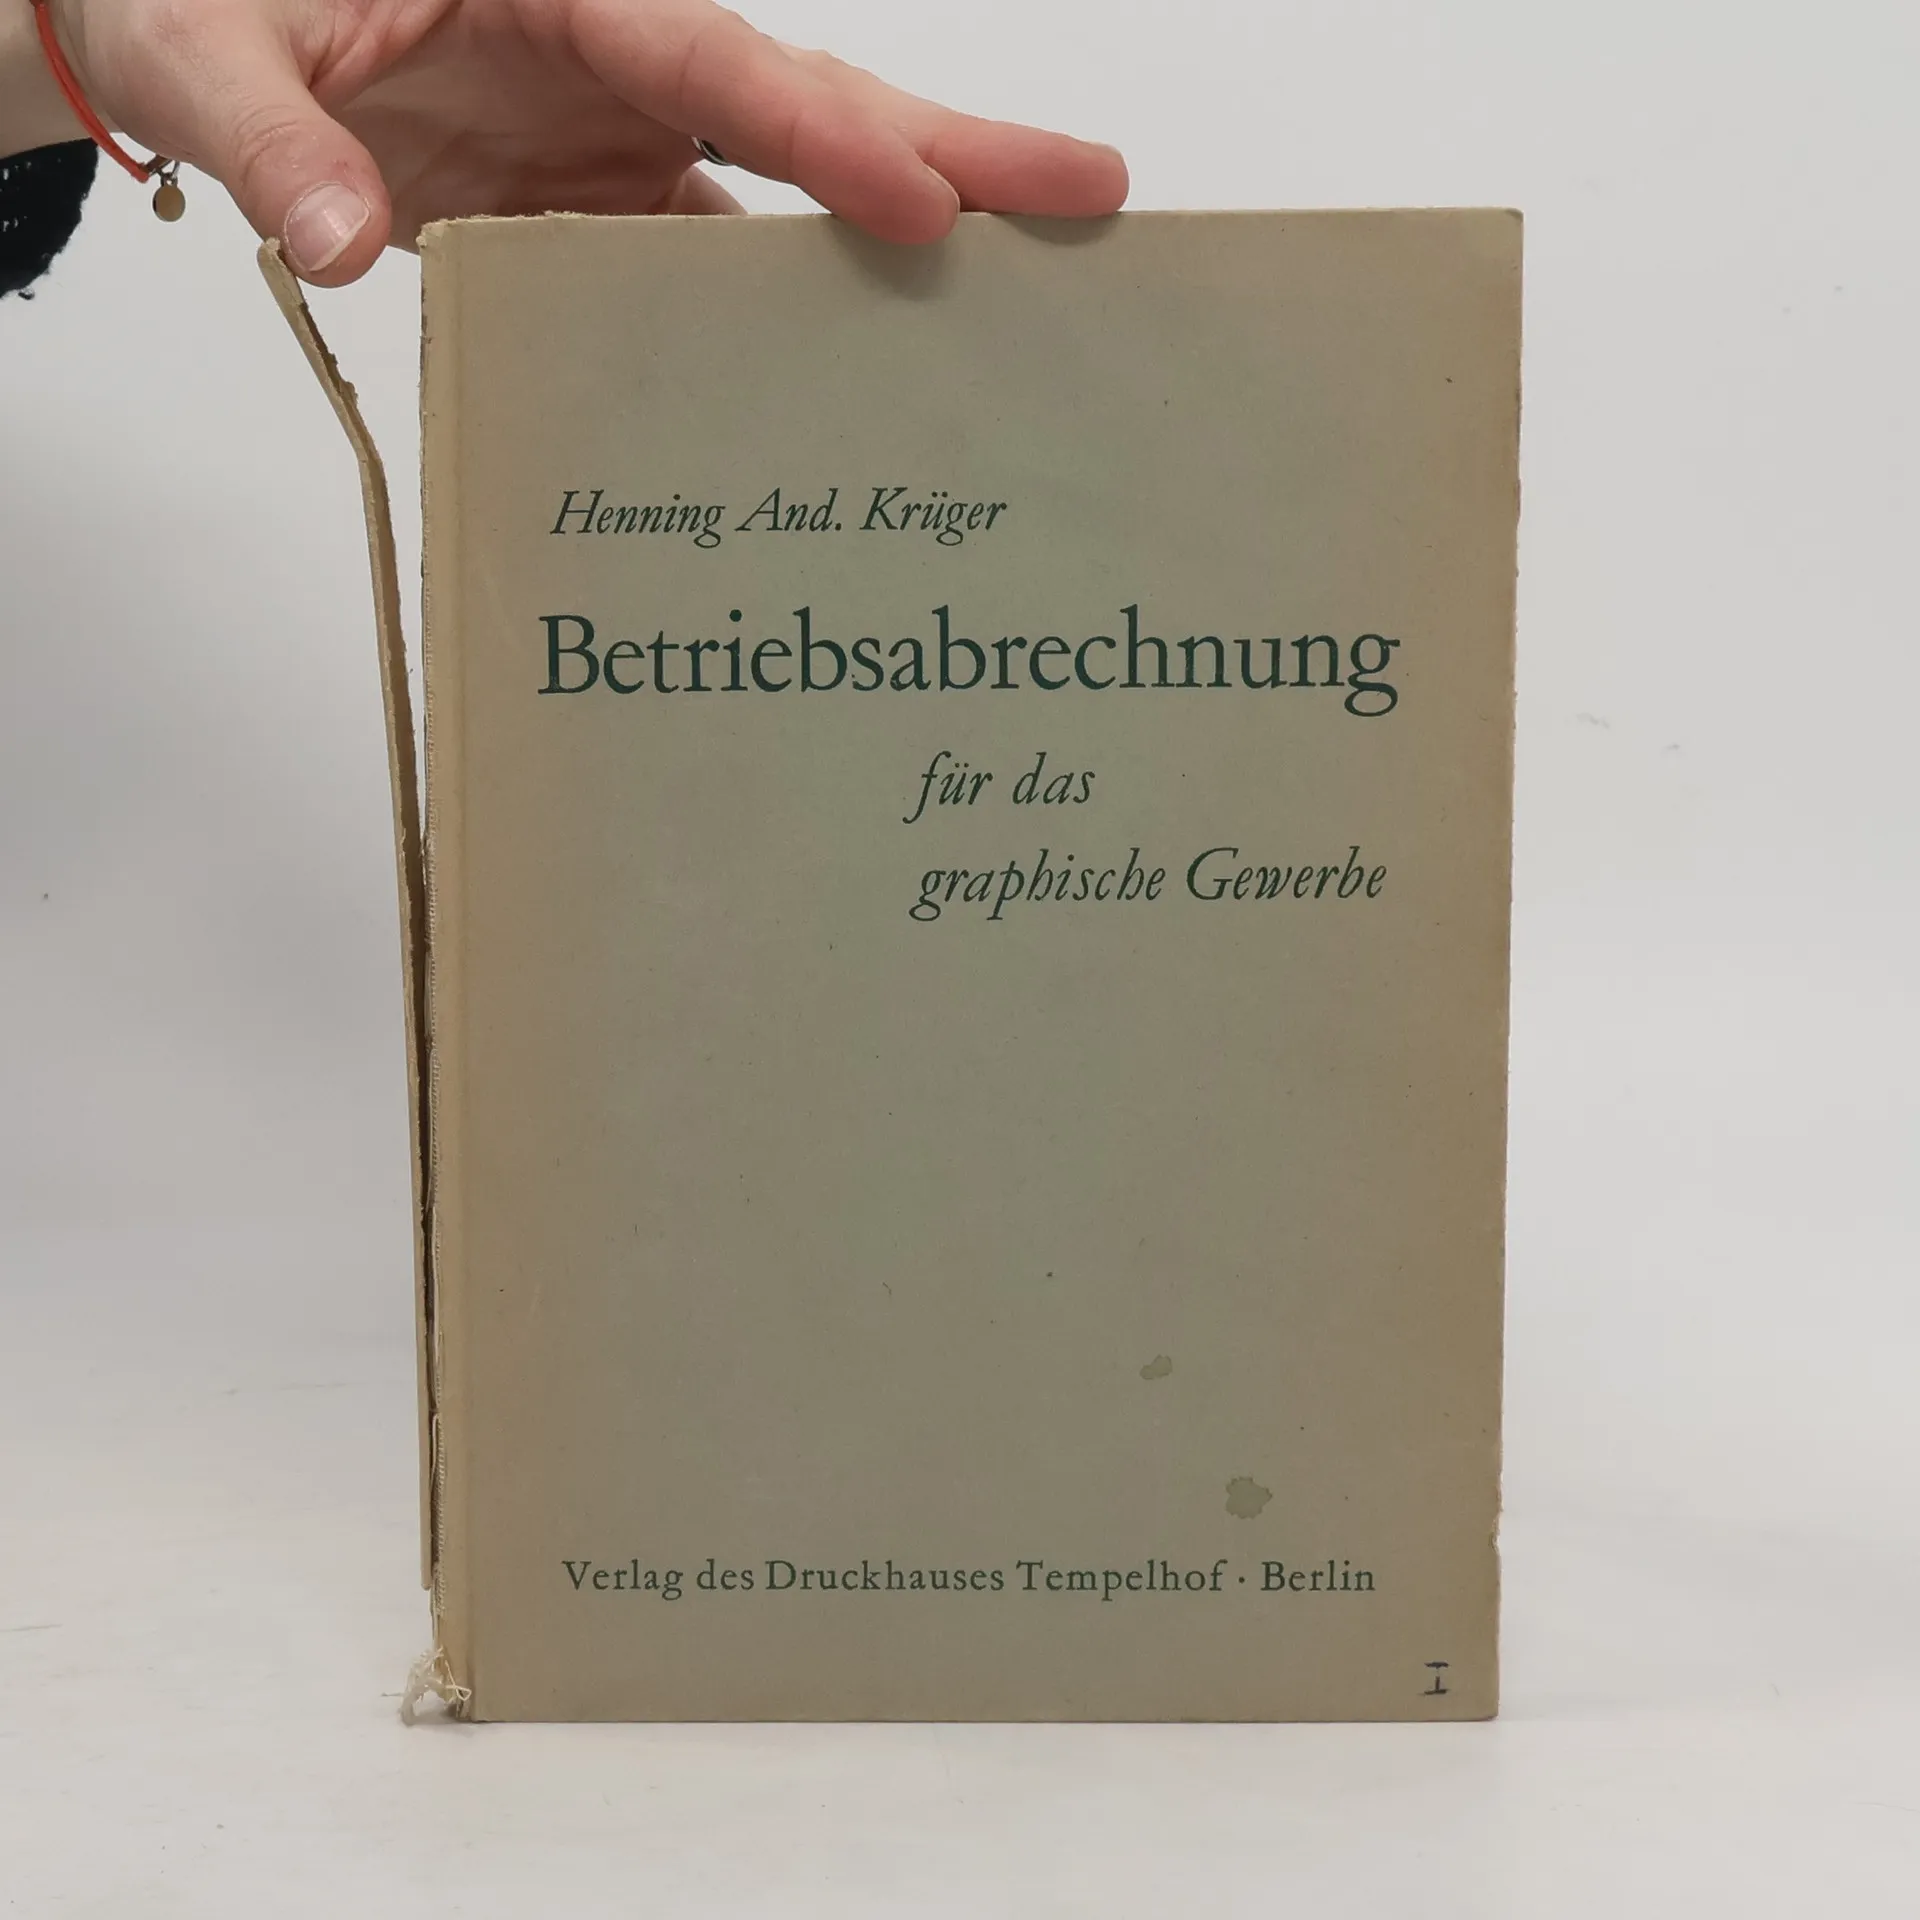 Henning And. Krüger
Betriebsabrechnung
für das
graphische Gewerbe
Verlag des Druckhauses Tempelhof · Berlin
I